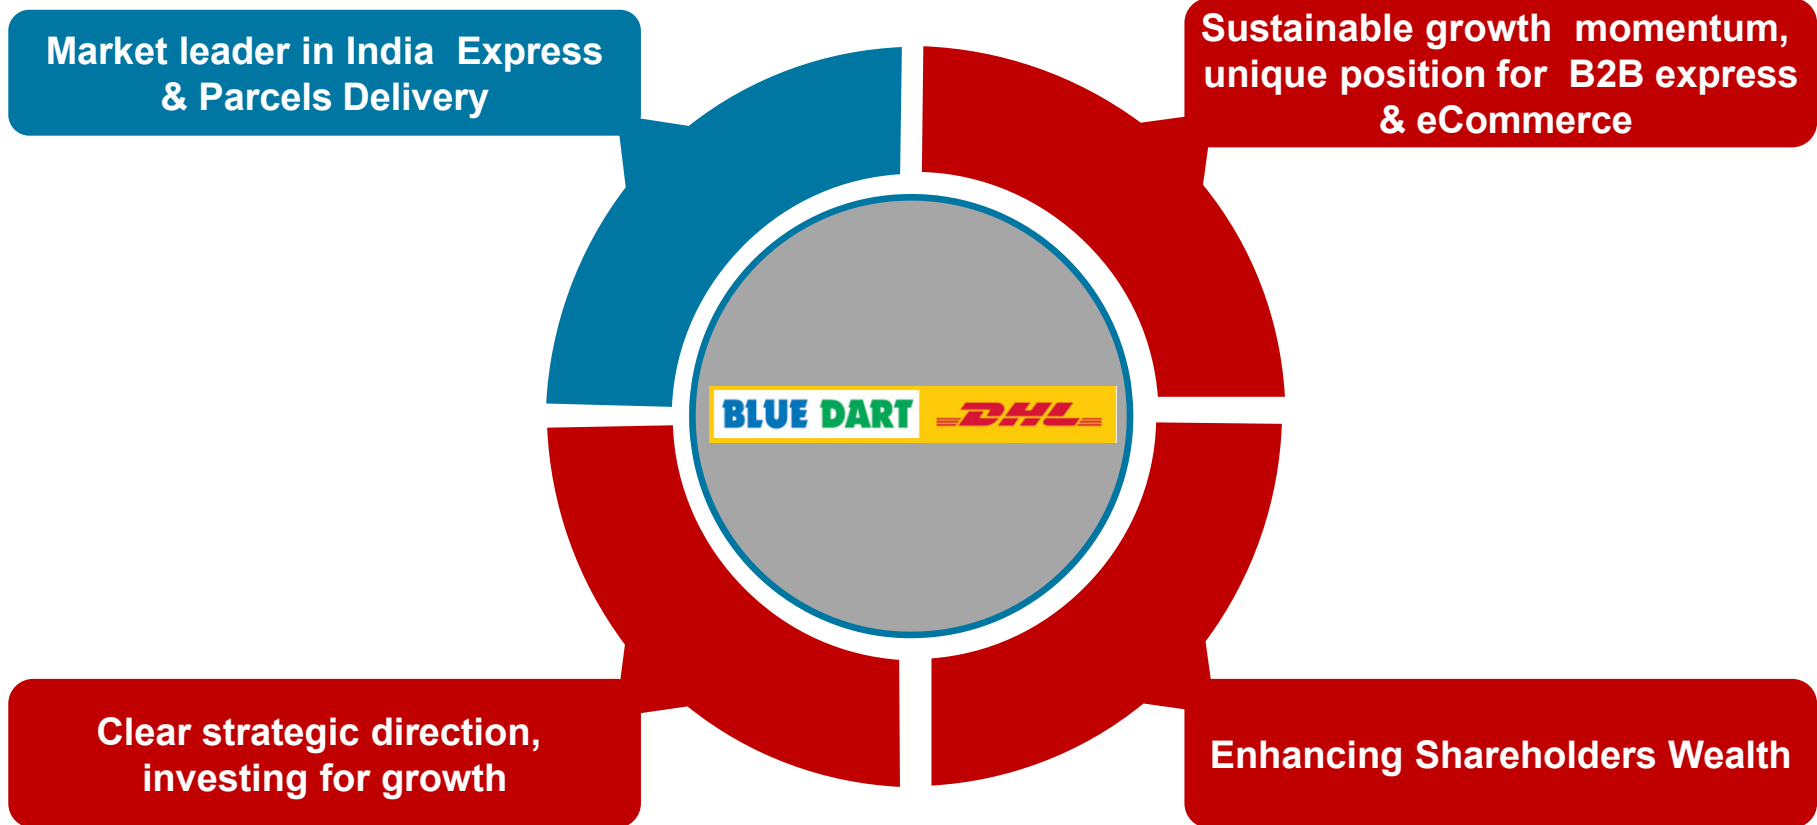 Market leader in India  Express
& Parcels Delivery
Sustainable growth  momentum,
unique position for  B2B express
& eCommerce
BLUE DART DHL
Clear strategic direction,
investing for growth
Enhancing Shareholders Wealth